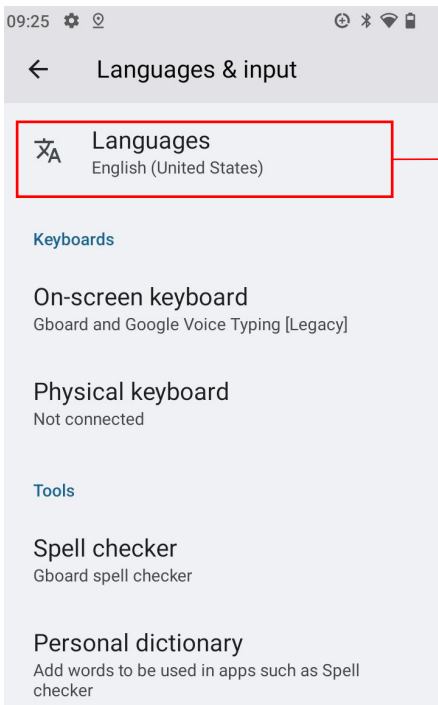 09:25
Languages & input
Languages
English (United States)
Keyboards
On-screen keyboard
Gboard and Google Voice Typing [Legacy]
Physical keyboard
Not connected
Tools
Spell checker
Gboard spell checker
Personal dictionary
Add words to be used in apps such as Spell
checker